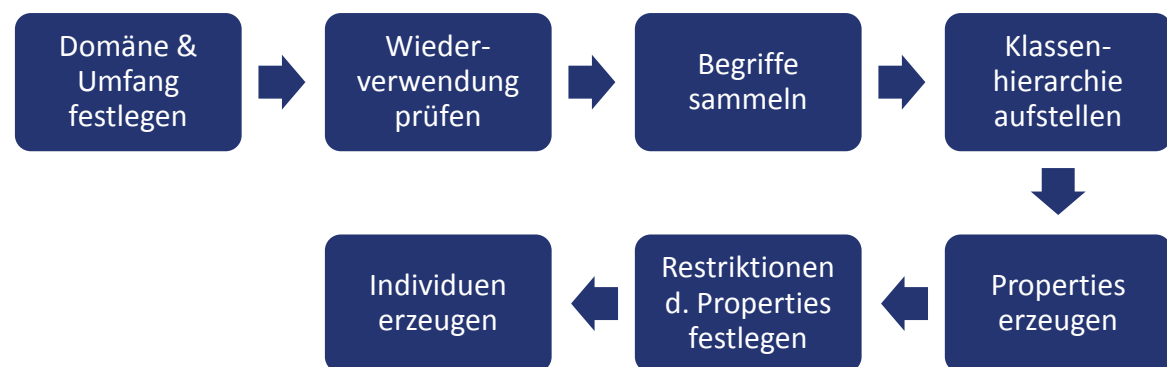 Domäne &
Umfang
festlegen
Wieder-
verwendung
prüfen
Begriffe
sammeln
Klassen-
hierarchie
aufstellen
Properties
erzeugen
Restriktionen
d. Properties
festlegen
Individuen
erzeugen